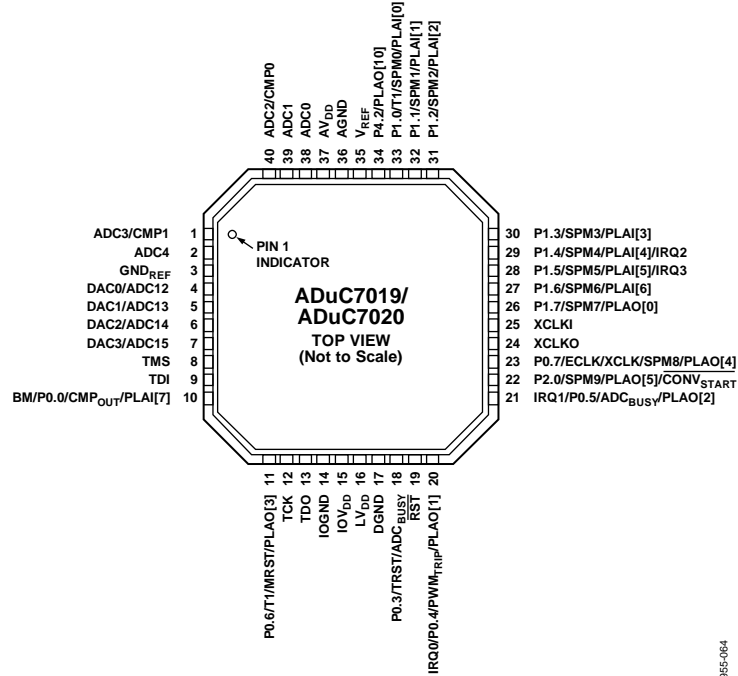 40 ADC2/CMP0
39 ADC1
38 ADC0
37 AVDD
36 AGND
35 VREF
34 P4.2/PLAO[10]
33 P1.0/T1/SPM0/PLAI[0]
32 P1.1/SPM1/PLAI[1]
31 P1.2/SPM2/PLAI[2]
ADC3/CMP1 1
ADC4 2
GNDREF 3
DAC0/ADC12 4
DAC1/ADC13 5
DAC2/ADC14 6
DAC3/ADC15 7
TMS 8
TDI 9
BM/P0.0/CMPOUT/PLAI[7] 10
PIN 1
INDICATOR
ADuC7019/
ADuC7020
TOP VIEW
(Not to Scale)
30 P1.3/SPM3/PLAI[3]
29 P1.4/SPM4/PLAI[4]/IRQ2
28 P1.5/SPM5/PLAI[5]/IRQ3
27 P1.6/SPM6/PLAI[6]
26 P1.7/SPM7/PLAO[0]
25 XCLKI
24 XCLKO
23 P0.7/ECLK/XCLK/SPM8/PLAO[4]
22 P2.0/SPM9/PLAO[5]/CONVSTART
21 IRQ1/P0.5/ADCBUSY/PLAO[2]
P0.6/T1/MRST/PLAO[3] 11
TCK 12
TDO 13
IOGND 14
IOVDD 15
LVDD 16
DGND 17
P0.3/TRST/ADCBUSY 18
RST 19
IRQ0/P0.4/PWMTRIP/PLAO[1] 20
955-064